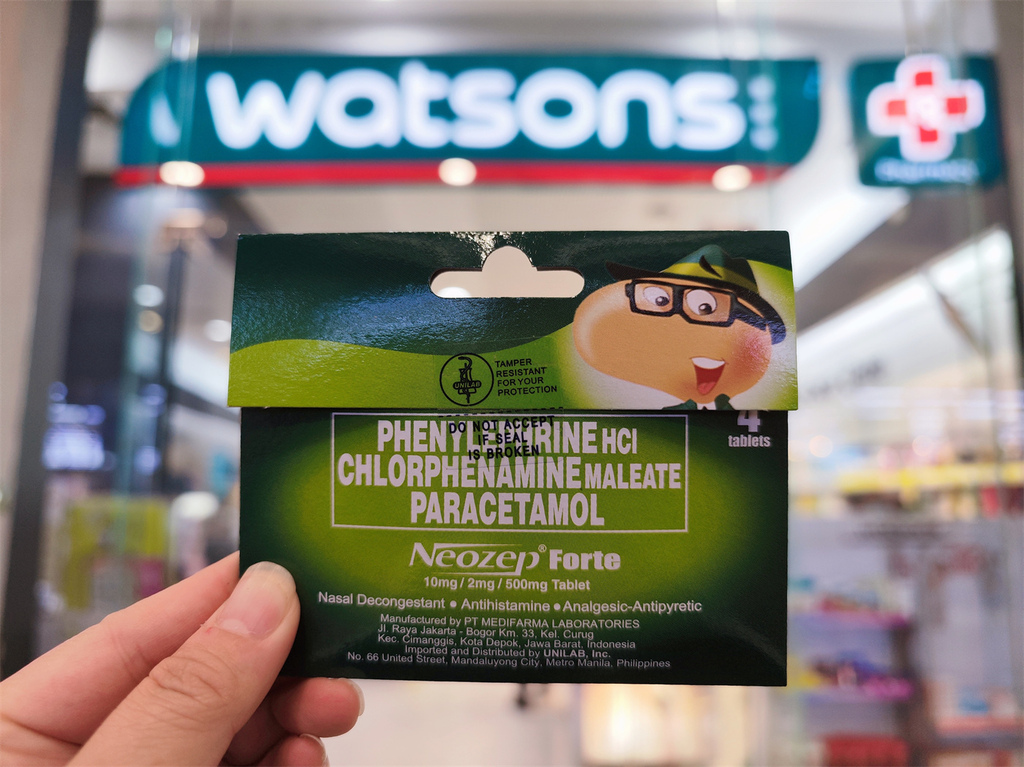 watsons
TAMPER
RESISTANT
FOR YOUR
PROTECTION
UNILAB
DO NOT ACCEPT
IF SEAL
IS BROKEN
4
tablets
HCl
CHLORPHENAMINE MALEATE
PARACETAMOL
Neozep® Forte
10mg / 2mg / 500mg Tablet
Nasal Decongestant • Antihistamine • Analgesic-Antipyretic
Manufactured by PT MEDIFARMA LABORATORIES
Jl. Raya Jakarta - Bogor Km. 33, Kel. Curug
Kec. Cimanggis, Kota Depok, Jawa Barat, Indonesia
Imported and Distributed by UNILAB, Inc.
No. 66 United Street, Mandaluyong City, Metro Manila, Philippines